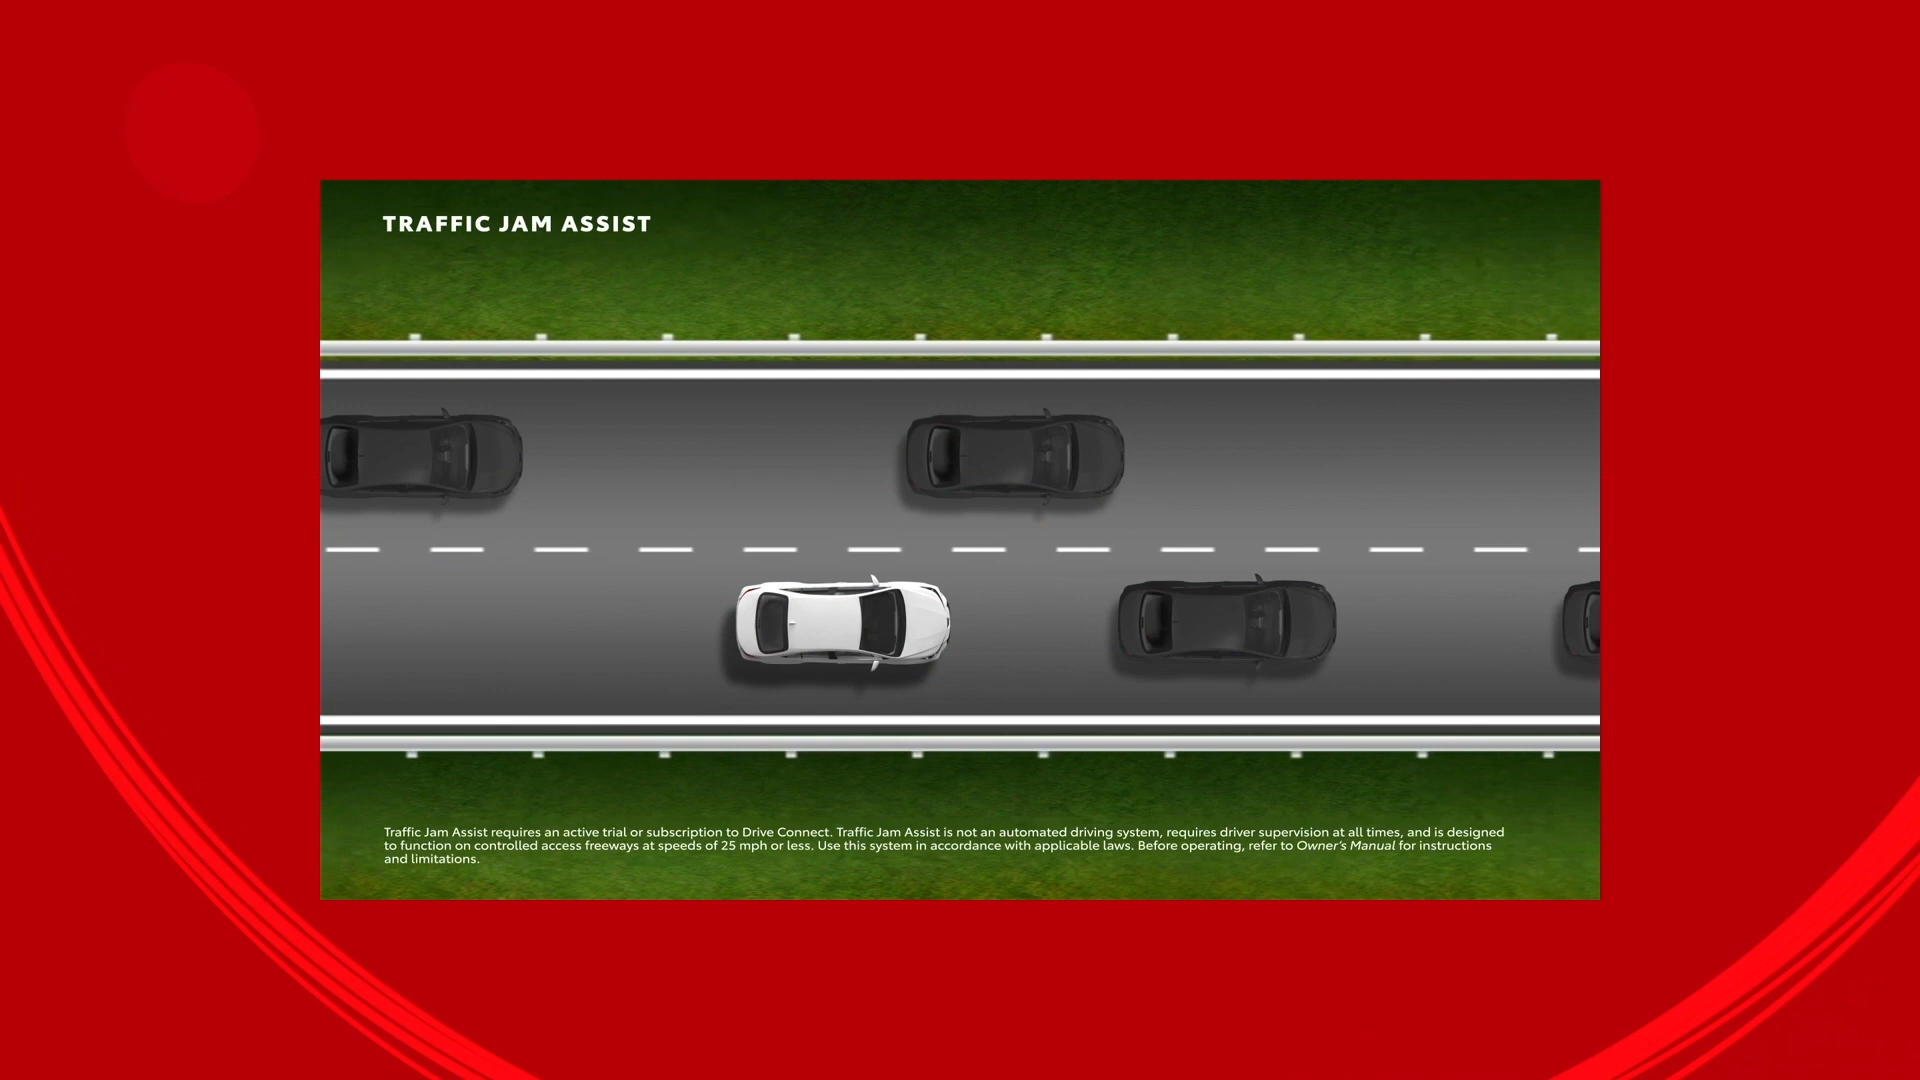 TRAFFIC JAM ASSIST
Traffic Jam Assist requires an active trial or subscription to Drive Connect. Traffic Jam Assist is not an automated driving system, requires driver supervision at all times, and is designed
to function on controlled access freeways at speeds of 25 mph or less. Use this system in accordance with applicable laws. Before operating, refer to Owner’s Manual for instructions
and limitations.